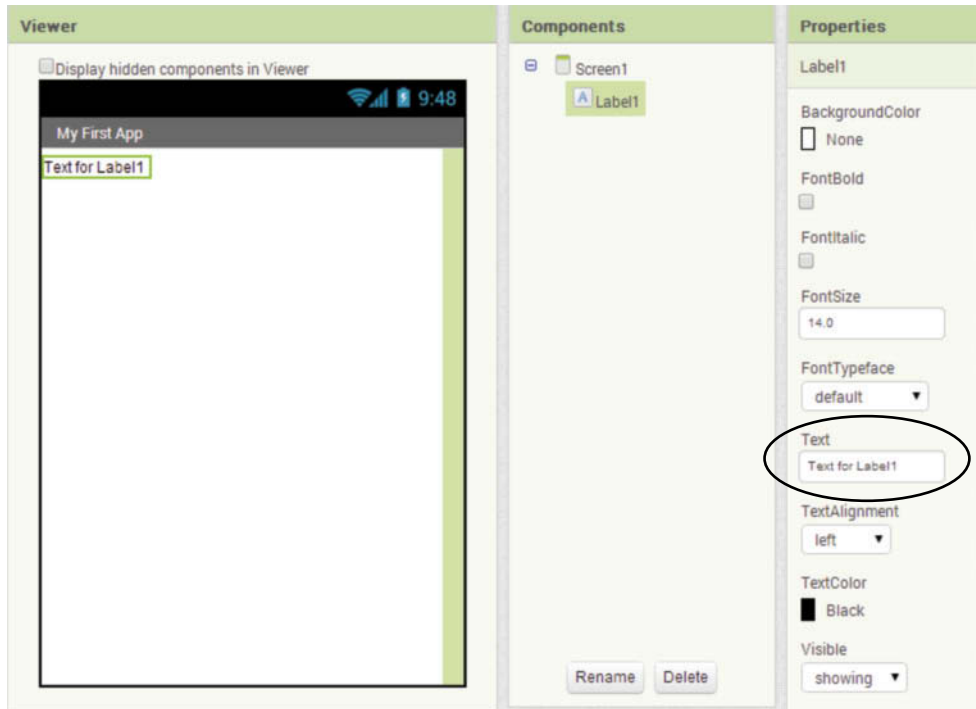 Viewer
Display hidden components in Viewer
9:48
My First App
Text for Label1
Components
Screen1
A Label1
Rename Delete
Properties
Label1
BackgroundColor
None
FontBold
FontItalic
FontSize
14.0
FontTypeface
default
Text
Text for Label1
TextAlignment
left
TextColor
Black
Visible
showing